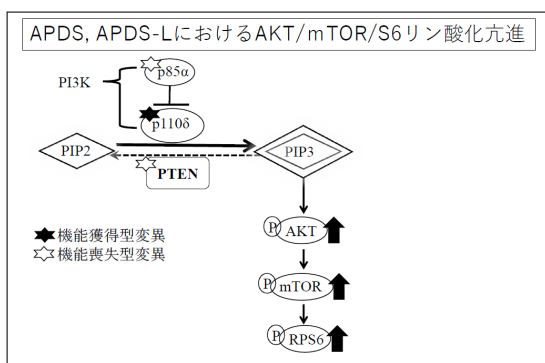 APDS, APDS-LにおけるAKT/mTOR/S6リン酸化亢進
PI3K
p85α
p110δ
PIP2
PIP3
PTEN
P
AKT
機能獲得型変異
機能喪失型変異
P
mTOR
P
RPS6